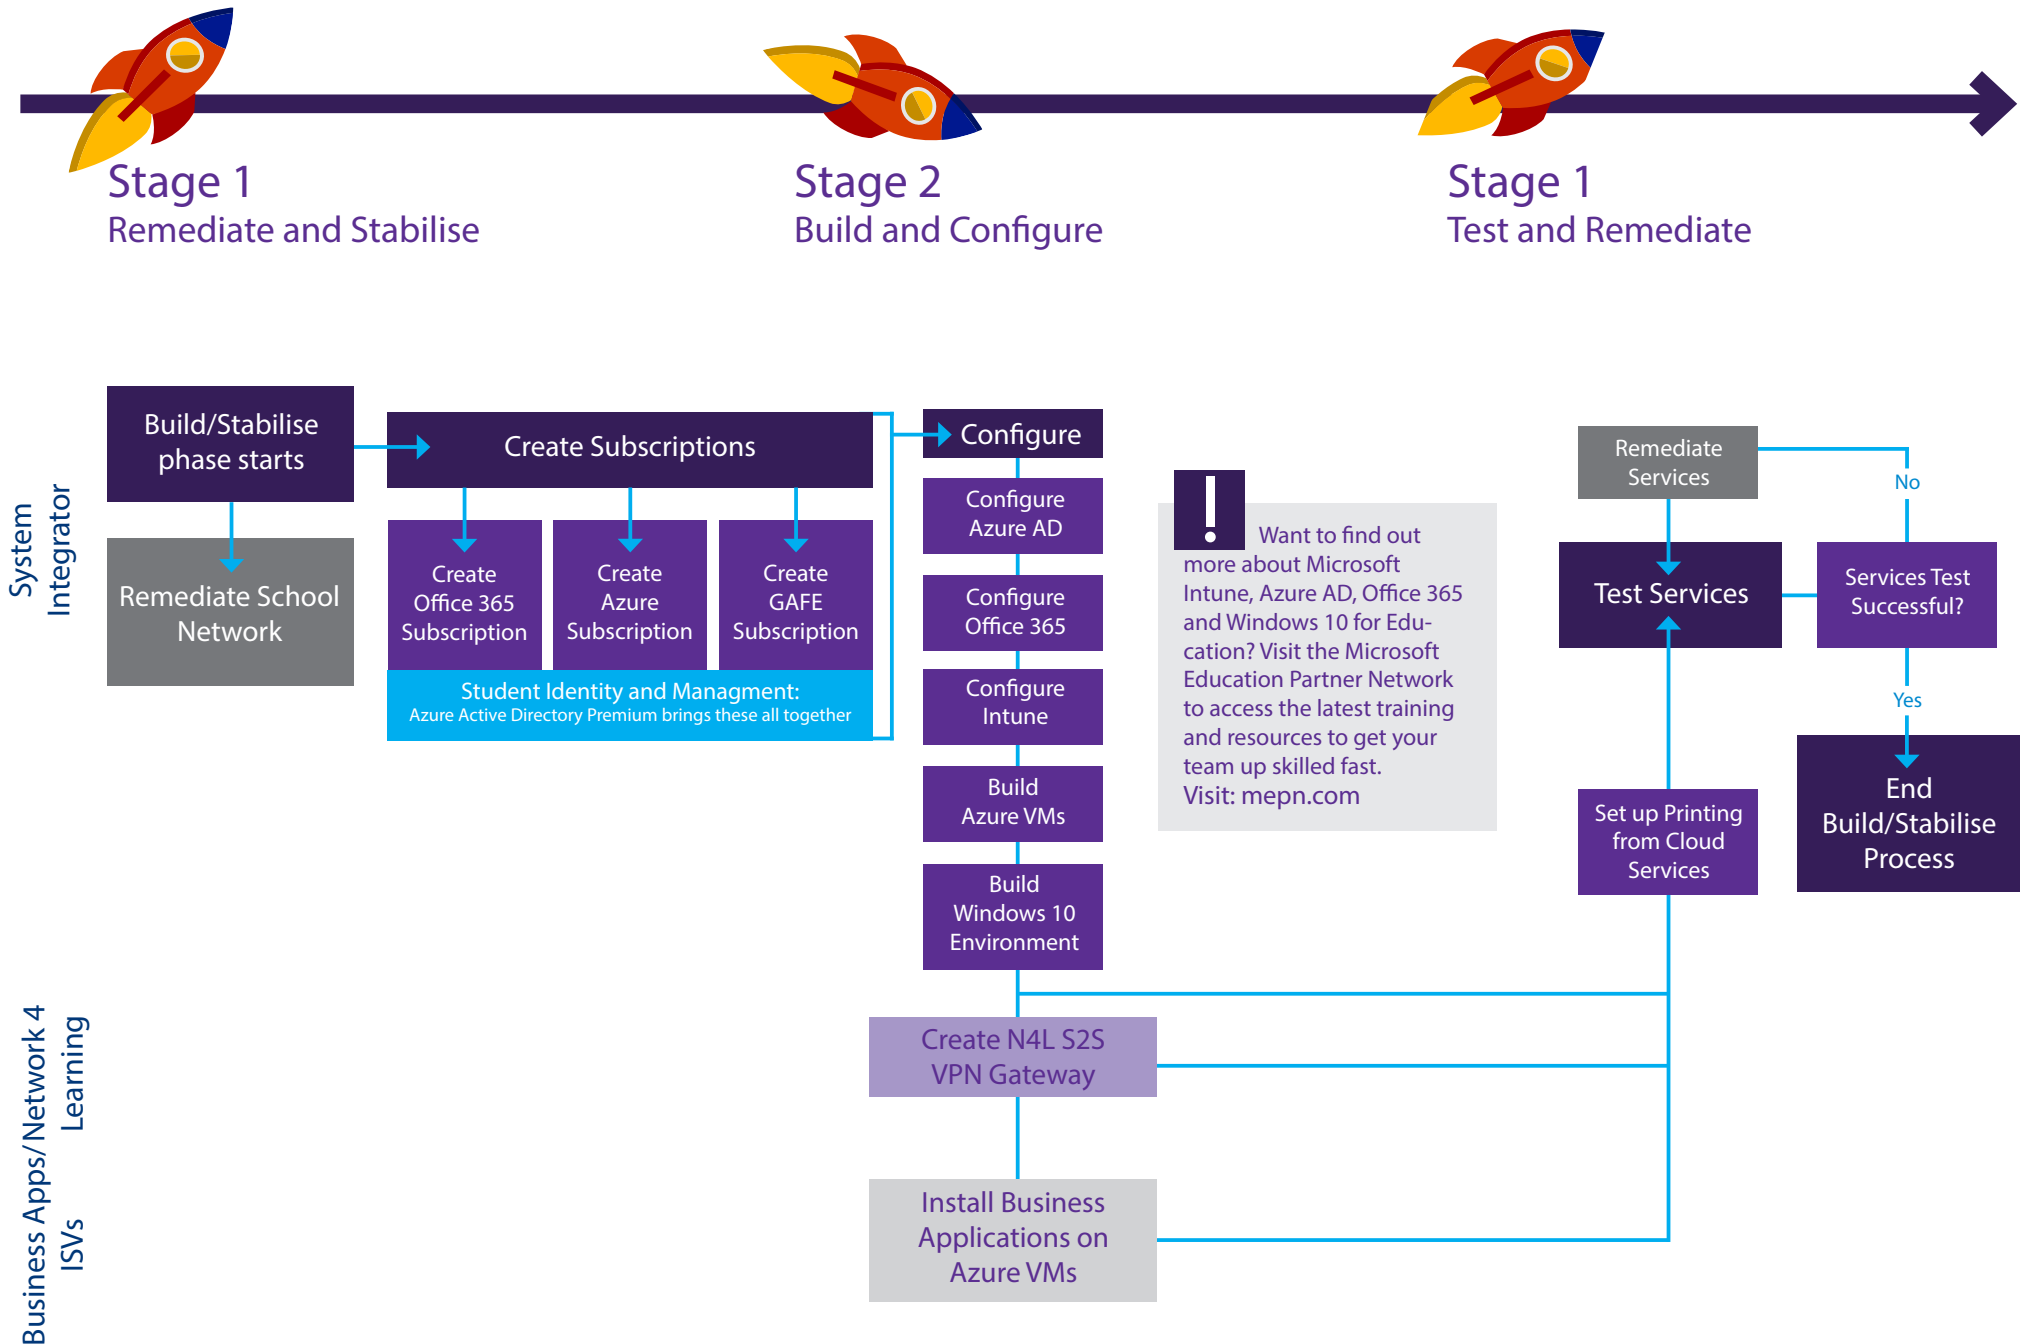 Stage 1
Remediate and Stabilise
Stage 2
Build and Configure
Stage 1
Test and Remediate
System
Integrator
Build/Stabilise
phase starts
Remediate School
Network
Create Subscriptions
Create
Office 365
Subscription
Create
Azure
Subscription
Create
GAFE
Subscription
Student Identity and Managment:
Azure Active Directory Premium brings these all together
Configure
Configure
Azure AD
Configure
Office 365
Configure
Intune
Build
Azure VMs
Build
Windows 10
Environment
!
Want to find out
more about Microsoft
Intune, Azure AD, Office 365
and Windows 10 for Edu-
cation? Visit the Microsoft
Education Partner Network
to access the latest training
and resources to get your
team up skilled fast.
Visit: mepn.com
Remediate
Services
Test Services
Set up Printing
from Cloud
Services
No
Services Test
Successful?
Yes
End
Build/Stabilise
Process
Business Apps/Network 4
Learning
ISVs
Create N4L S2S
VPN Gateway
Install Business
Applications on
Azure VMs